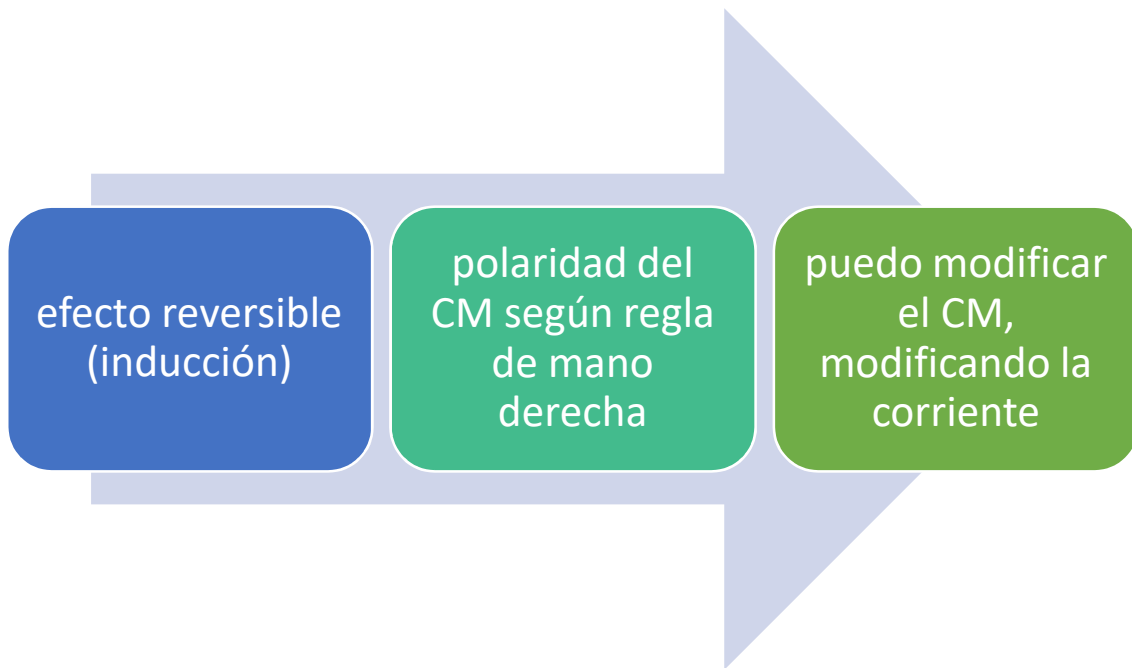 efecto reversible
(inducción)
polaridad del
CM según regla
de mano
derecha
puedo modificar
el CM,
modificando la
corriente